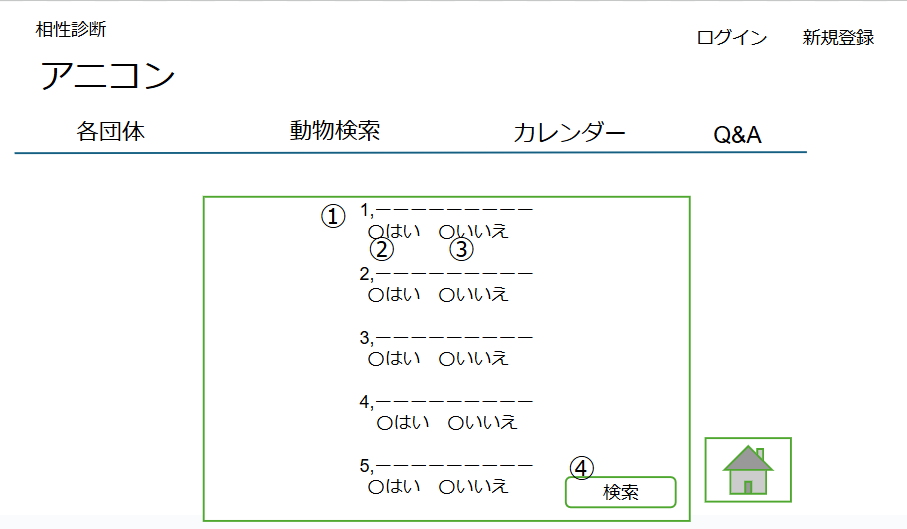 相性診断
ログイン 新規登録
アニコン
各団体 動物検索 カレンダー Q&A
① 1,ーーーーーーーーー
○はい ○いいえ
② ③
2,ーーーーーーーーー
○はい ○いいえ
3,ーーーーーーーーー
○はい ○いいえ
4,ーーーーーーーーー
○はい ○いいえ
5,ーーーーーーーーー
○はい ○いいえ
④
検索